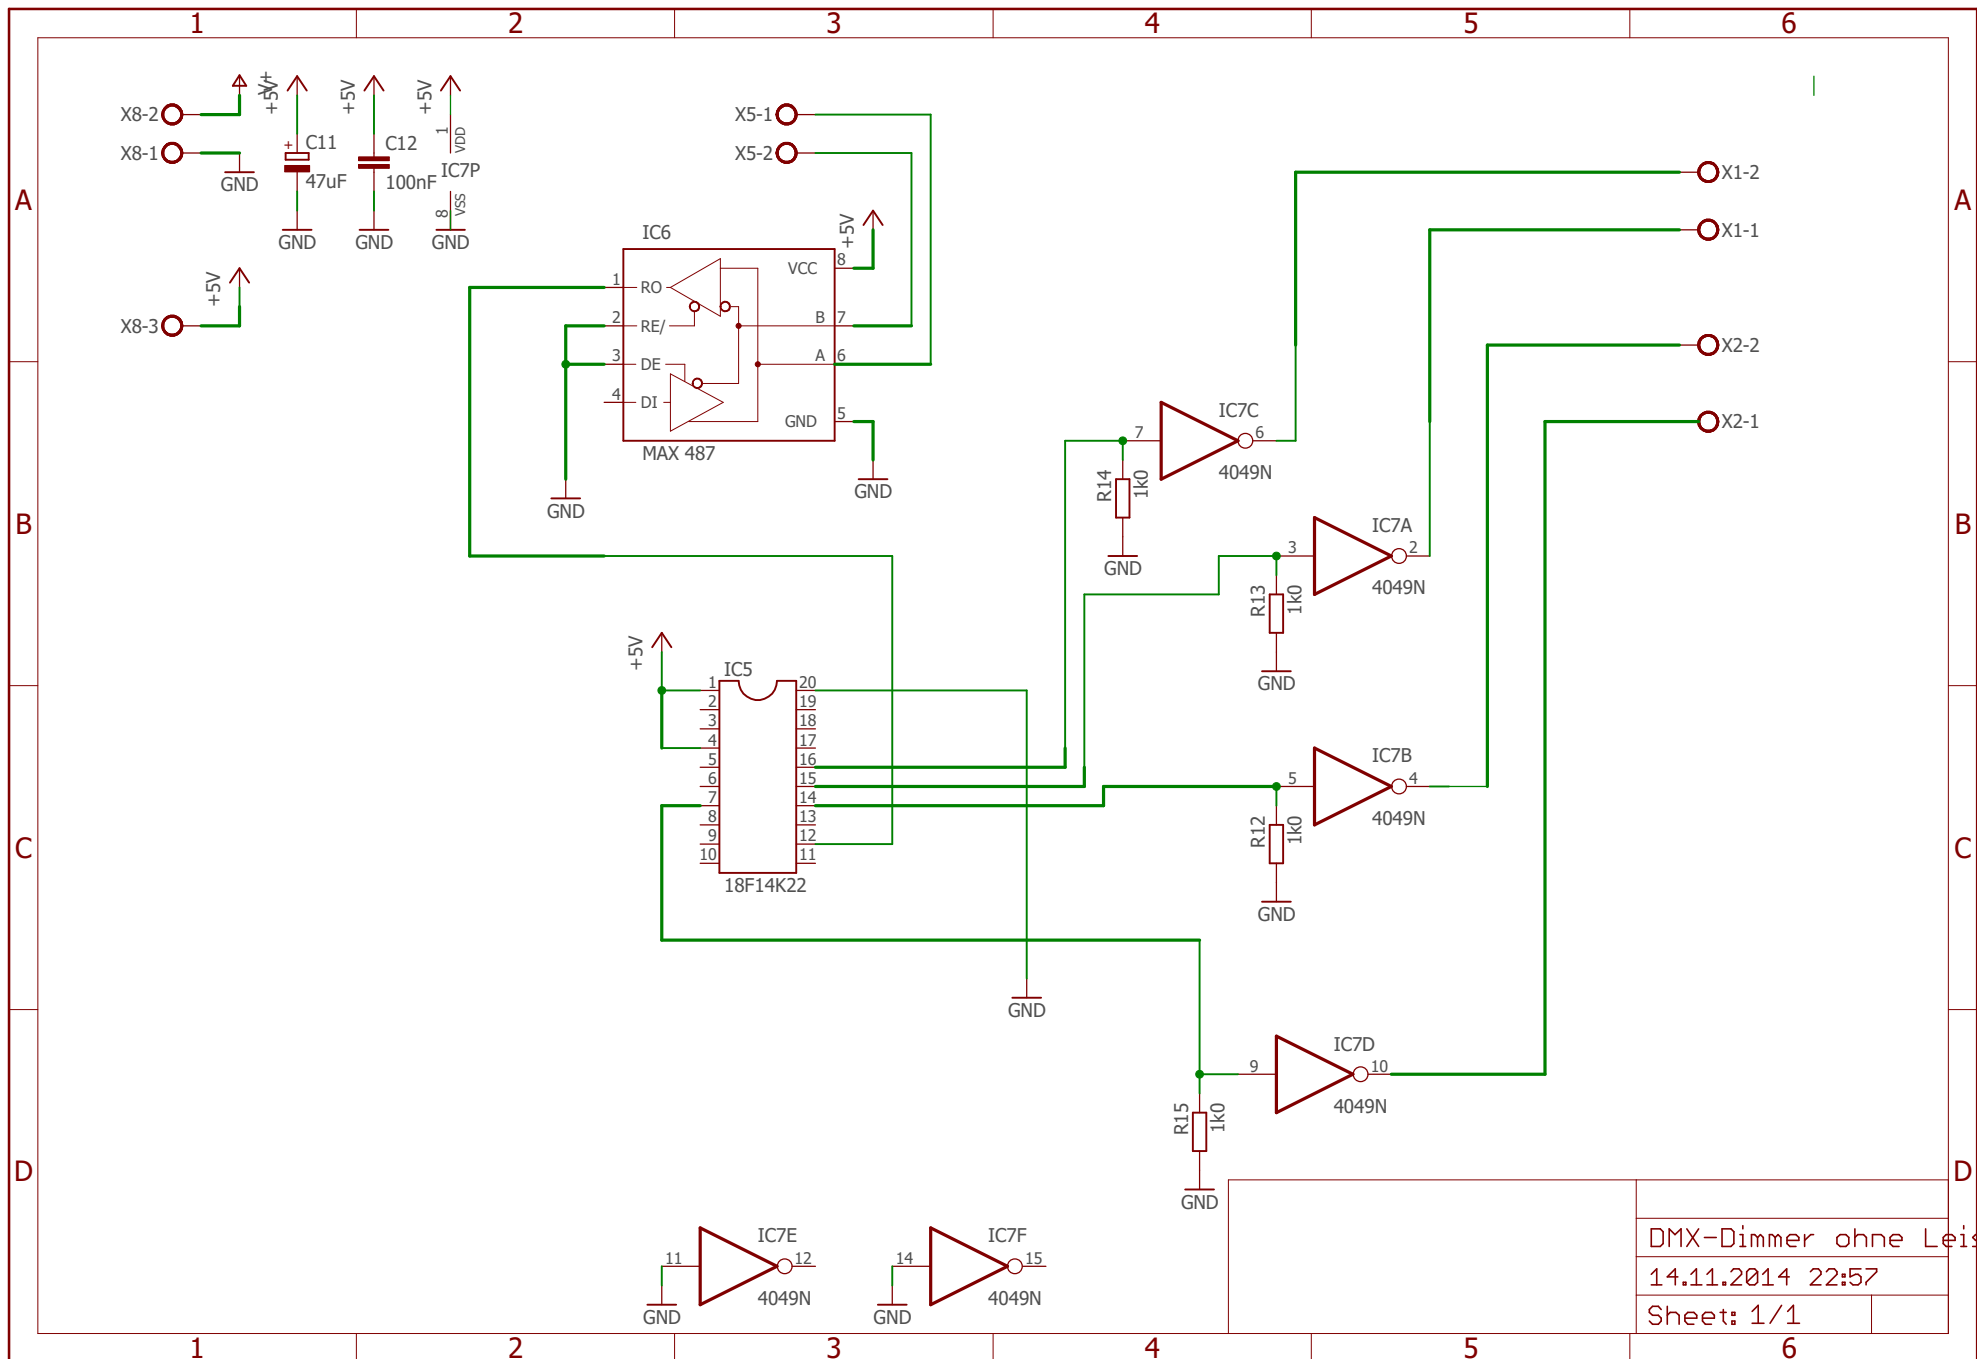 1 2 3 4 5 6
A
B
C
D
A
B
C
D
X8-2
V+
X8-1
GND
+5V
+
C11
47uF
GND
+5V
C12
100nF
GND
+5V
1
VDD
IC7P
8
VSS
GND
+5V
X8-3
X5-1
X5-2
IC6
1 RO
2 RE/
3 DE
4 DI
VCC 8
B 7
A 6
GND 5
MAX 487
+5V
GND
GND
X1-2
X1-1
X2-2
X2-1
IC7C
7
6
4049N
R14
1k0
GND
IC7A
3
2
4049N
R13
1k0
GND
+5V
IC5
1 20
2 19
3 18
4 17
5 16
6 15
7 14
8 13
9 12
10 11
18F14K22
GND
IC7B
5
4
4049N
R12
1k0
GND
IC7D
9
10
4049N
R15
1k0
GND
IC7E
11
12
4049N
GND
IC7F
14
15
4049N
GND
DMX-Dimmer ohne Leis
14.11.2014 22:57
Sheet: 1/1
1 2 3 4 5 6